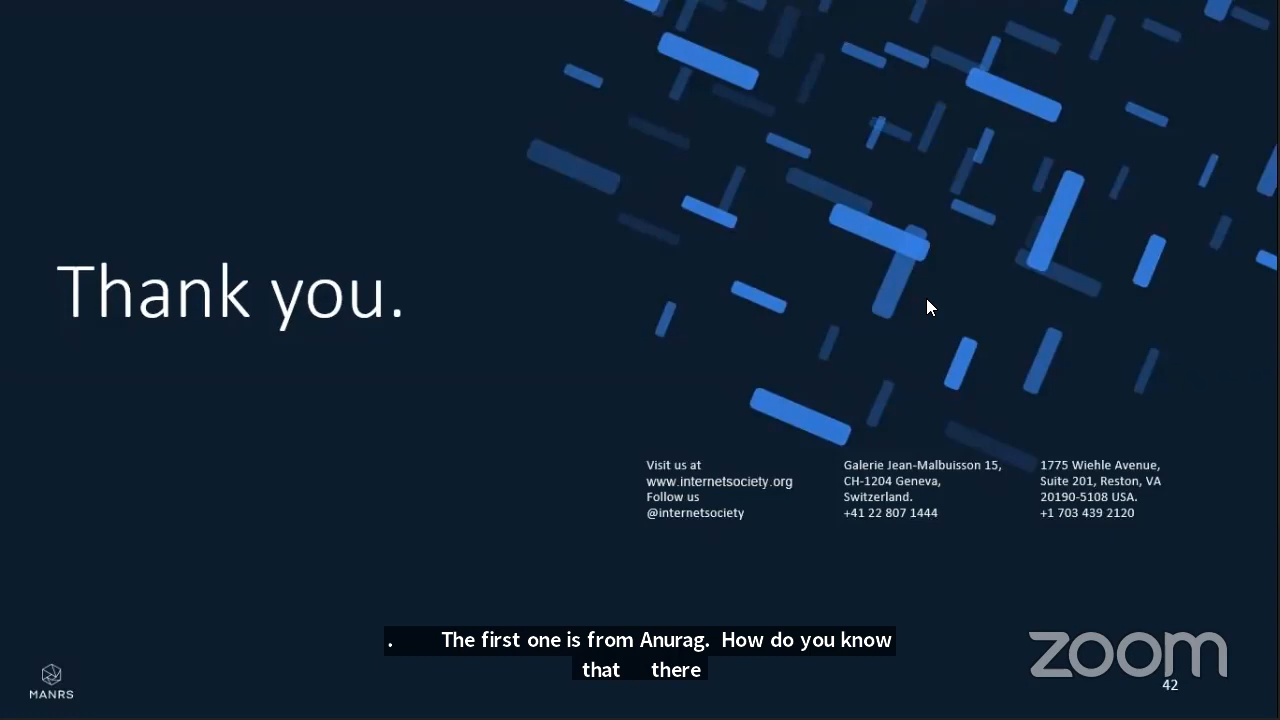 Thank you.
Visit us at
www.internetsociety.org
Follow us
@internetsociety
Galerie Jean-Malbuisson 15,
CH-1204 Geneva,
Switzerland.
+41 22 807 1444
1775 Wiehle Avenue,
Suite 201, Reston, VA
20190-5108 USA.
+1 703 439 2120
. The first one is from Anurag. How do you know
that there
MANRS
zoom
42